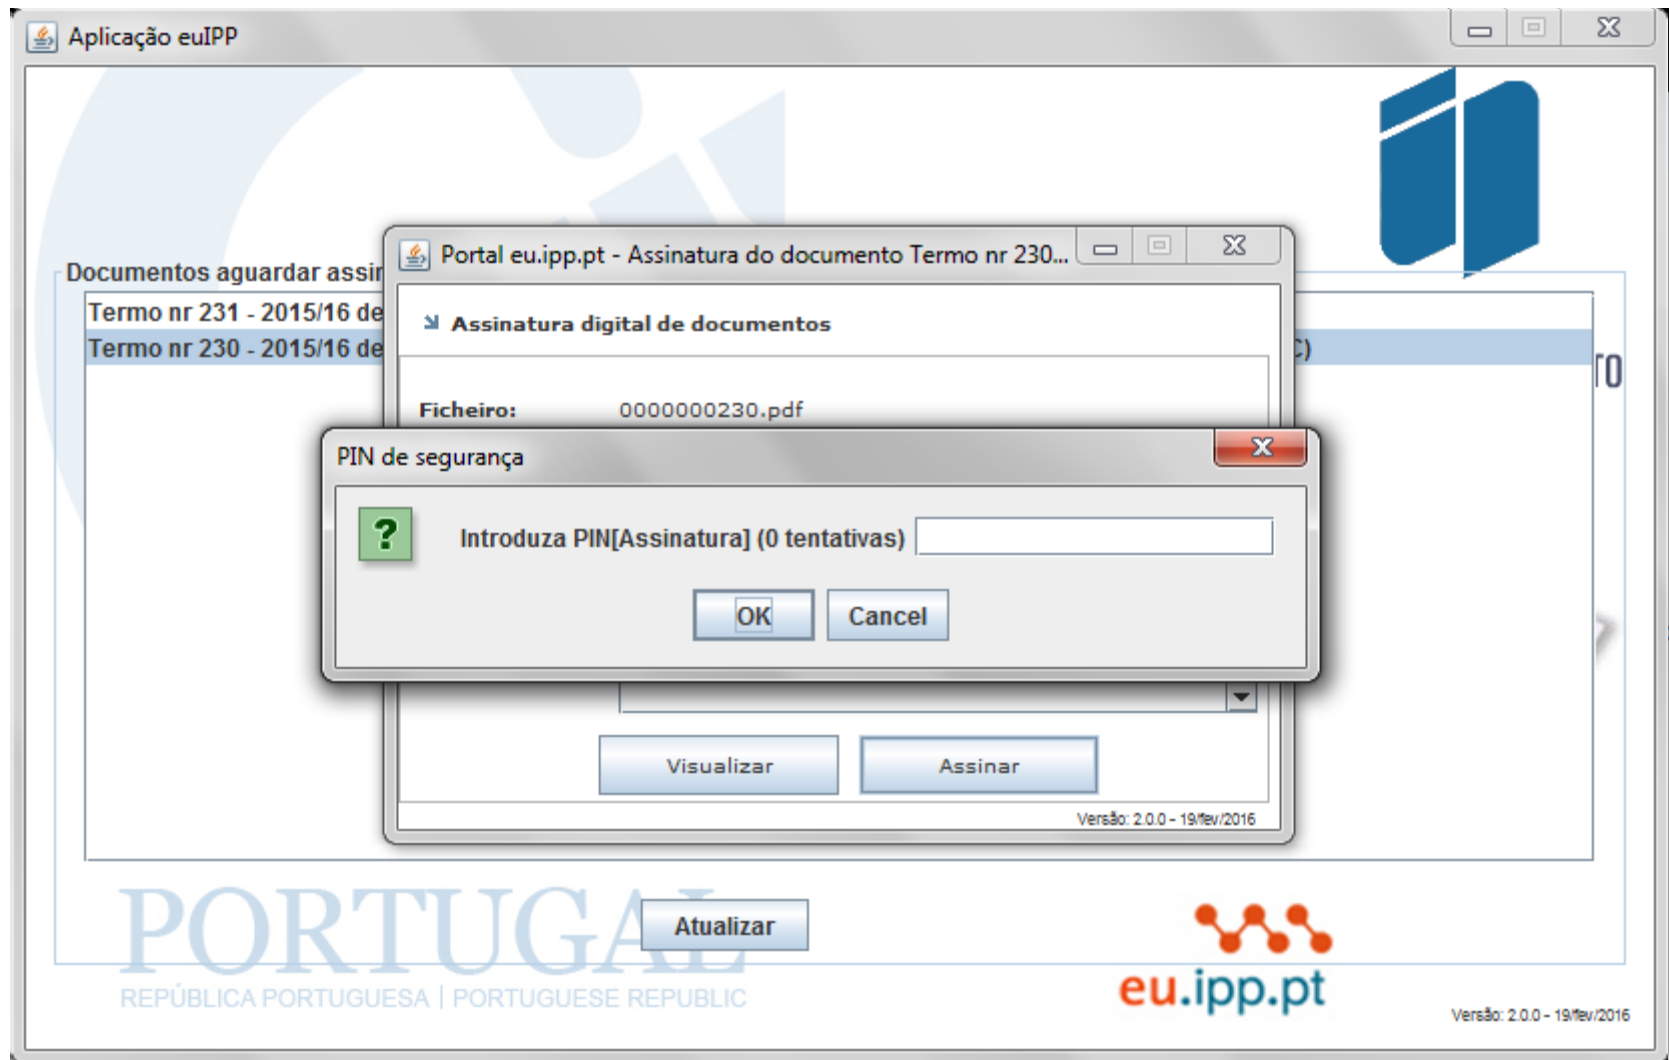 Aplicação euIPP
Portal eu.ipp.pt - Assinatura do documento Termo nr 230...
Documentos aguardar
Termo nr 231 - 2015/16 de
Assinatura digital de documentos
Termo nr 230 - 2015/16 de
Ficheiro: 0000000230.pdf
PIN de segurança
?
Introduza PIN[Assinatura] (0 tentativas)
OK Cancel
Visualizar Assinar
Versão: 2.0.0 - 19/fev/2016
PORTUGAL
Atualizar
REPÚBLICA PORTUGUESA | PORTUGUESE REPUBLIC
eu.ipp.pt
Versão: 2.0.0 - 19/fev/2016